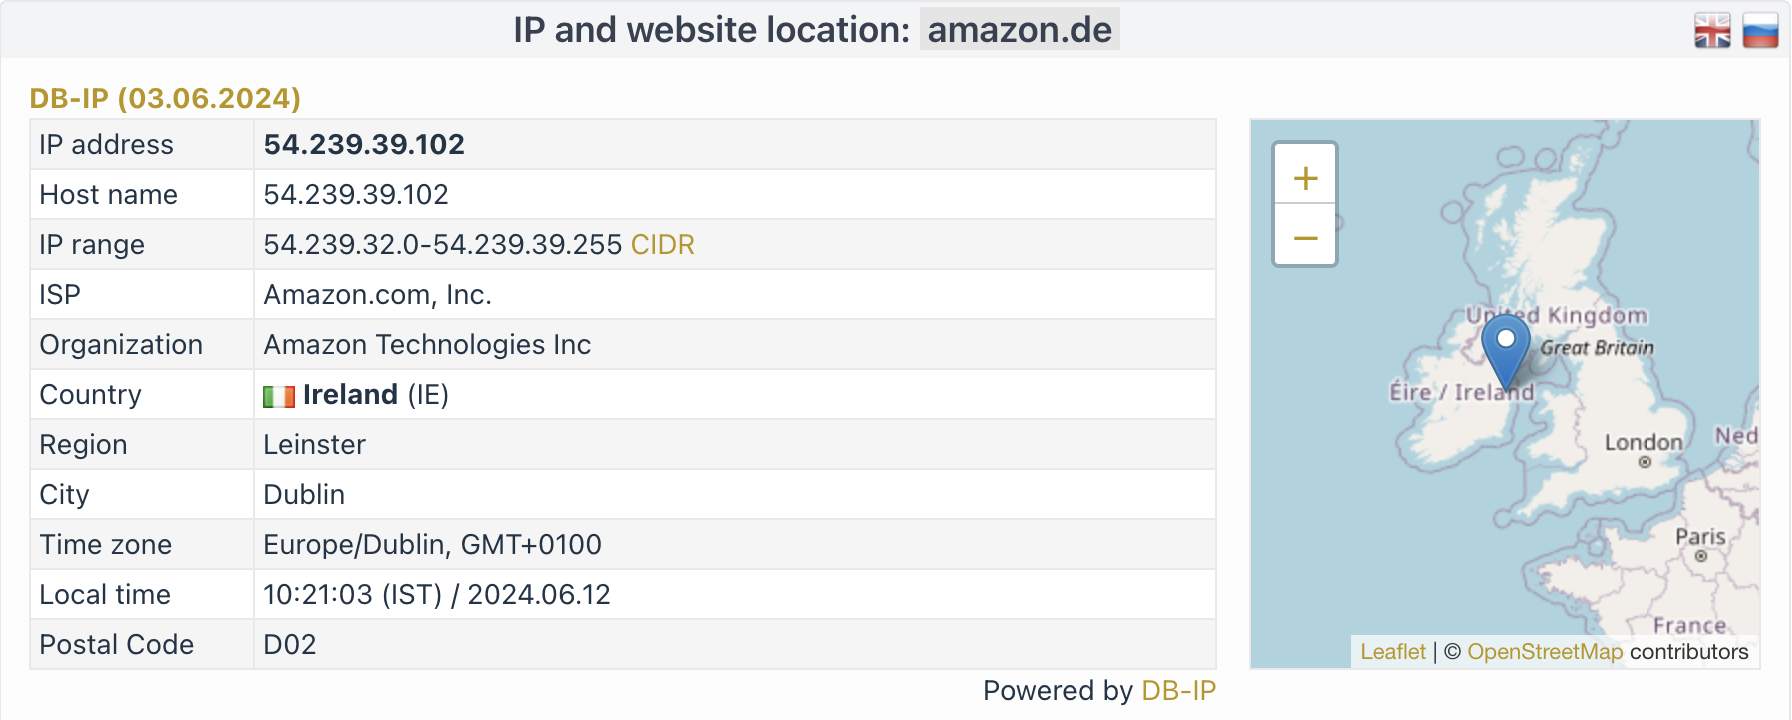 IP and website location: amazon.de
DB-IP (03.06.2024)
IP address 54.239.39.102
Host name 54.239.39.102
IP range 54.239.32.0-54.239.39.255 CIDR
ISP Amazon.com, Inc.
Organization Amazon Technologies Inc
Country Ireland (IE)
Region Leinster
City Dublin
Time zone Europe/Dublin, GMT+0100
Local time 10:21:03 (IST) / 2024.06.12
Postal Code D02
Powered by DB-IP
+
−
United Kingdom
Great Britain
Éire / Ireland
London
Ned
Paris
France
Leaflet | © OpenStreetMap contributors